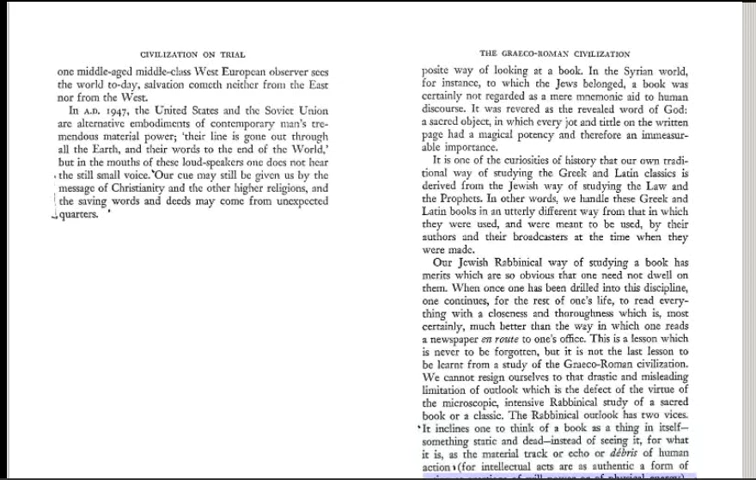 CIVILIZATION ON TRIAL
one middle-aged middle-class West European observer sees
the world to-day, salvation cometh neither from the East
nor from the West.
In A.D. 1947, the United States and the Soviet Union
are alternative embodiments of contemporary man's tre-
mendous material power; 'their line is gone out through
all the Earth, and their words to the end of the World,'
but in the mouths of these loud-speakers one does not hear
the still small voice. Our cue may still be given us by the
message of Christianity and the other higher religions, and
the saving words and deeds may come from unexpected
quarters.
THE GRAECO-ROMAN CIVILIZATION
posite way of looking at a book. In the Syrian world,
for instance, to which the Jews belonged, a book was
certainly not regarded as a mere mnemonic aid to human
discourse. It was revered as the revealed word of God:
a sacred object, in which every jot and tittle on the written
page had a magical potency and therefore an immeasur-
able importance.
It is one of the curiosities of history that our own tradi-
tional way of studying the Greek and Latin classics is
derived from the Jewish way of studying the Law and
the Prophets. In other words, we handle these Greek and
Latin books in an utterly different way from that in which
they were used, and were meant to be used, by their
authors and their broadcasters at the time when they
were made.
Our Jewish Rabbinical way of studying a book has
merits which are so obvious that one need not dwell on
them. When once one has been drilled into this discipline,
one continues, for the rest of one's life, to read every-
thing with a closeness and thoroughness which is, most
certainly, much better than the way in which one reads
a newspaper en route to one's office. This is a lesson which
is never to be forgotten, but it is not the last lesson to
be learnt from a study of the Graeco-Roman civilization.
We cannot resign ourselves to that drastic and misleading
limitation of outlook which is the defect of the virtue of
the microscopic, intensive Rabbinical study of a sacred
book or a classic. The Rabbinical outlook has two vices.
It inclines one to think of a book as a thing in itself—
something static and dead—instead of seeing it, for what
it is, as the material track or echo or débris of human
action (for intellectual acts are as authentic a form of